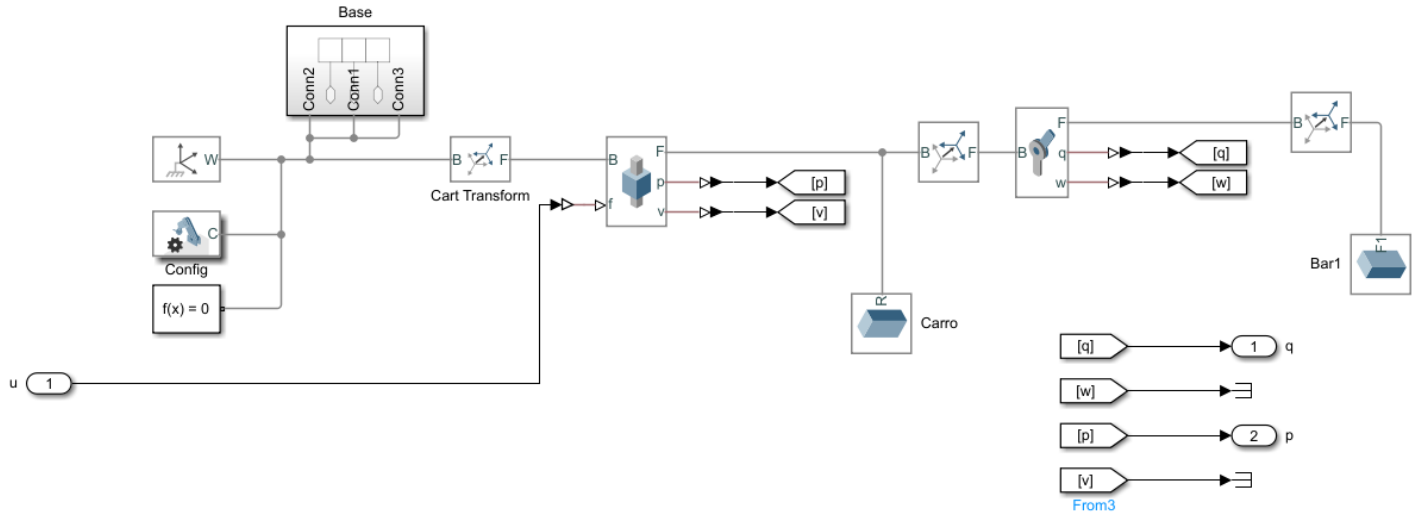 Base
Conn2
Conn1
Conn3
W
B
F
Cart Transform
B
F
p
v
f
[p]
[v]
B
F
B
F
q
w
[q]
[w]
B
F
C
Config
f(x) = 0
R
Carro
F1
Bar1
u
1
[q]
1
q
[w]
[p]
2
p
[v]
From3